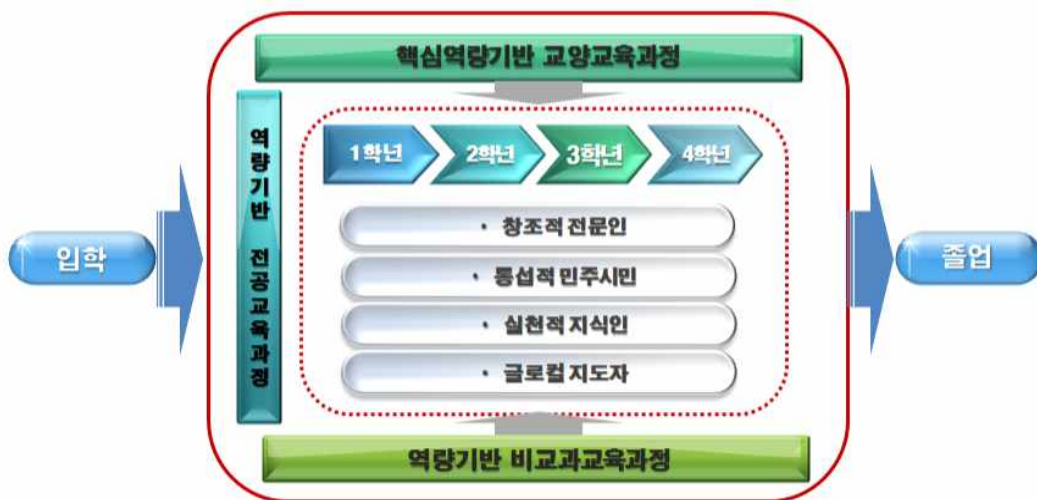 핵심역량기반 교양교육과정
역량기반 전공교육과정
1학년
2학년
3학년
4학년
입학
· 창조적 전문인
· 통섭적 민주시민
· 실천적 지식인
· 글로컬 지도자
졸업
역량기반 비교과교육과정